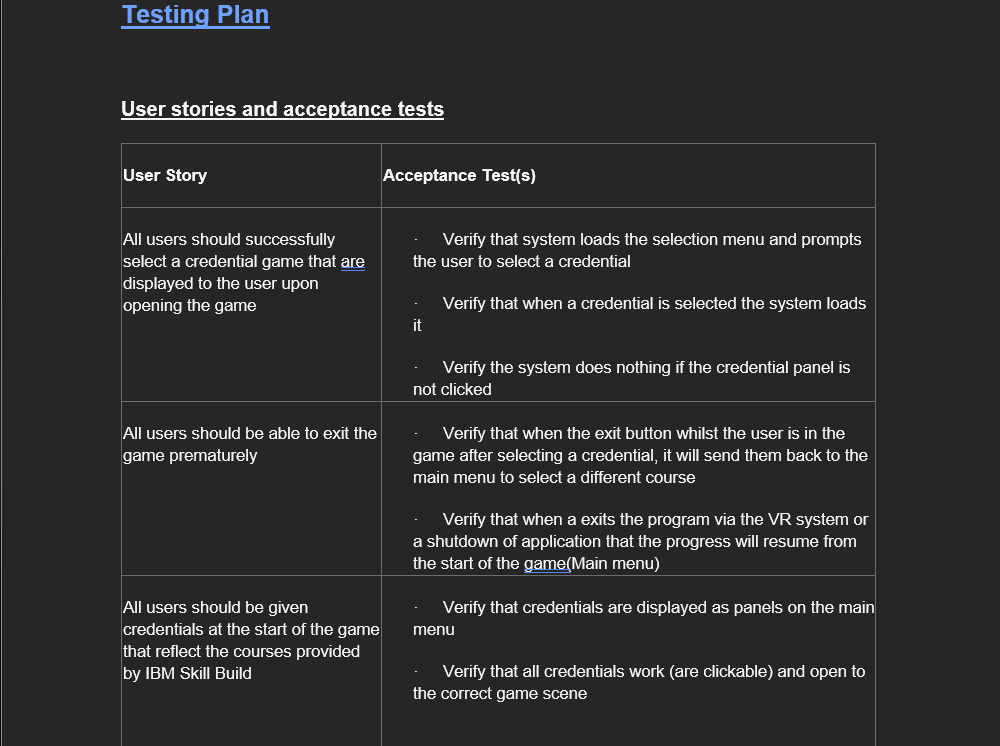 Testing Plan
User stories and acceptance tests
User Story
Acceptance Test(s)
All users should successfully
select a credential game that are
displayed to the user upon
opening the game
· Verify that system loads the selection menu and prompts
the user to select a credential
· Verify that when a credential is selected the system loads
it
· Verify the system does nothing if the credential panel is
not clicked
All users should be able to exit the
game prematurely
· Verify that when the exit button whilst the user is in the
game after selecting a credential, it will send them back to the
main menu to select a different course
· Verify that when a exits the program via the VR system or
a shutdown of application that the progress will resume from
the start of the game(Main menu)
All users should be given
credentials at the start of the game
that reflect the courses provided
by IBM Skill Build
· Verify that credentials are displayed as panels on the main
menu
· Verify that all credentials work (are clickable) and open to
the correct game scene